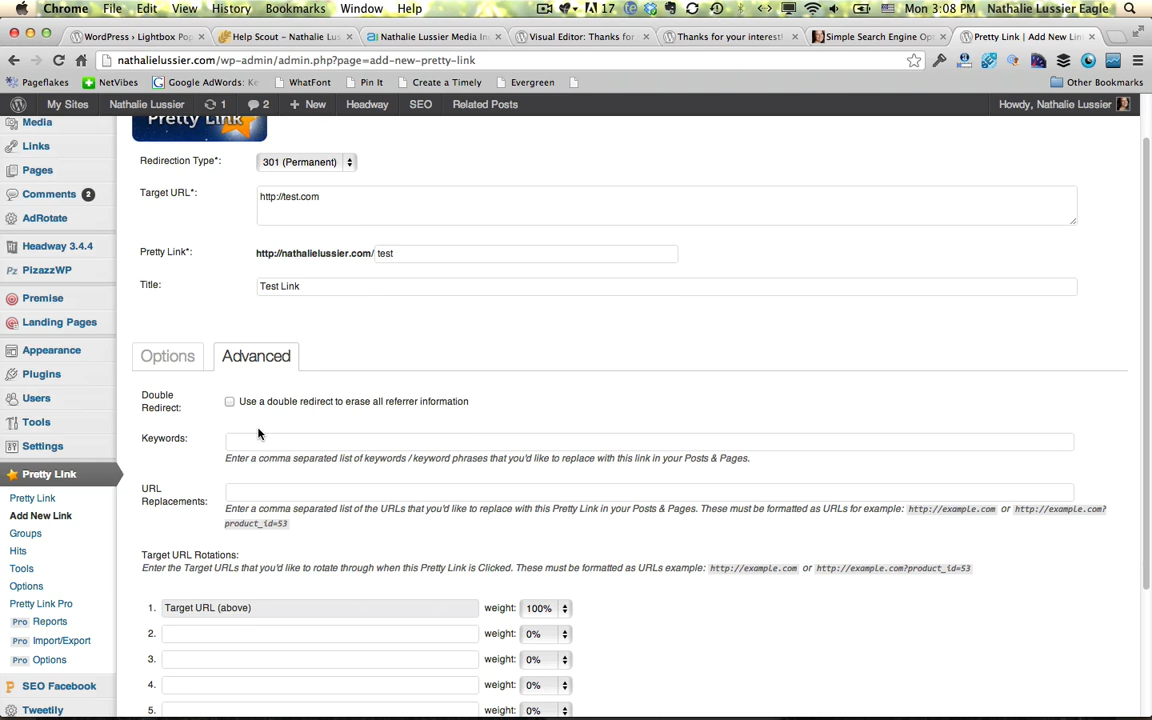 Chrome File Edit View History Bookmarks Window Help 17 Mon 3:08 PM Nathalie Lussier Eagle
WordPress › Lightbox Pop Help Scout – Nathalie Lus Nathalie Lussier Media Inc Visual Editor: Thanks for Thanks for your interest! Simple Search Engine Opt Pretty Link | Add New Link
nathalielussier.com/wp-admin/admin.php?page=add-new-pretty-link
Pageflakes NetVibes Google AdWords: Ke WhatFont Pin It Create a Timely Evergreen Other Bookmarks
My Sites Nathalie Lussier 1 2 + New Headway SEO Related Posts Howdy, Nathalie Lussier
Media
Links
Pages
Comments 2
AdRotate
Headway 3.4.4
PizazzWP
Premise
Landing Pages
Appearance
Plugins
Users
Tools
Settings
Pretty Link
Pretty Link
Add New Link
Groups
Hits
Tools
Options
Pretty Link Pro
Pro Reports
Pro Import/Export
Pro Options
SEO Facebook
Tweetily
Pretty Link
Redirection Type*: 301 (Permanent)
Target URL*: http://test.com
Pretty Link*: http://nathalielussier.com/ test
Title: Test Link
Options Advanced
Double
Redirect: Use a double redirect to erase all referrer information
Keywords:
Enter a comma separated list of keywords / keyword phrases that you'd like to replace with this link in your Posts & Pages.
URL
Replacements:
Enter a comma separated list of the URLs that you'd like to replace with this Pretty Link in your Posts & Pages. These must be formatted as URLs for example: http://example.com or http://example.com?
product_id=53
Target URL Rotations:
Enter the Target URLs that you'd like to rotate through when this Pretty Link is Clicked. These must be formatted as URLs example: http://example.com or http://example.com?product_id=53
1. Target URL (above) weight: 100%
2. weight: 0%
3. weight: 0%
4. weight: 0%
5. weight: 0%